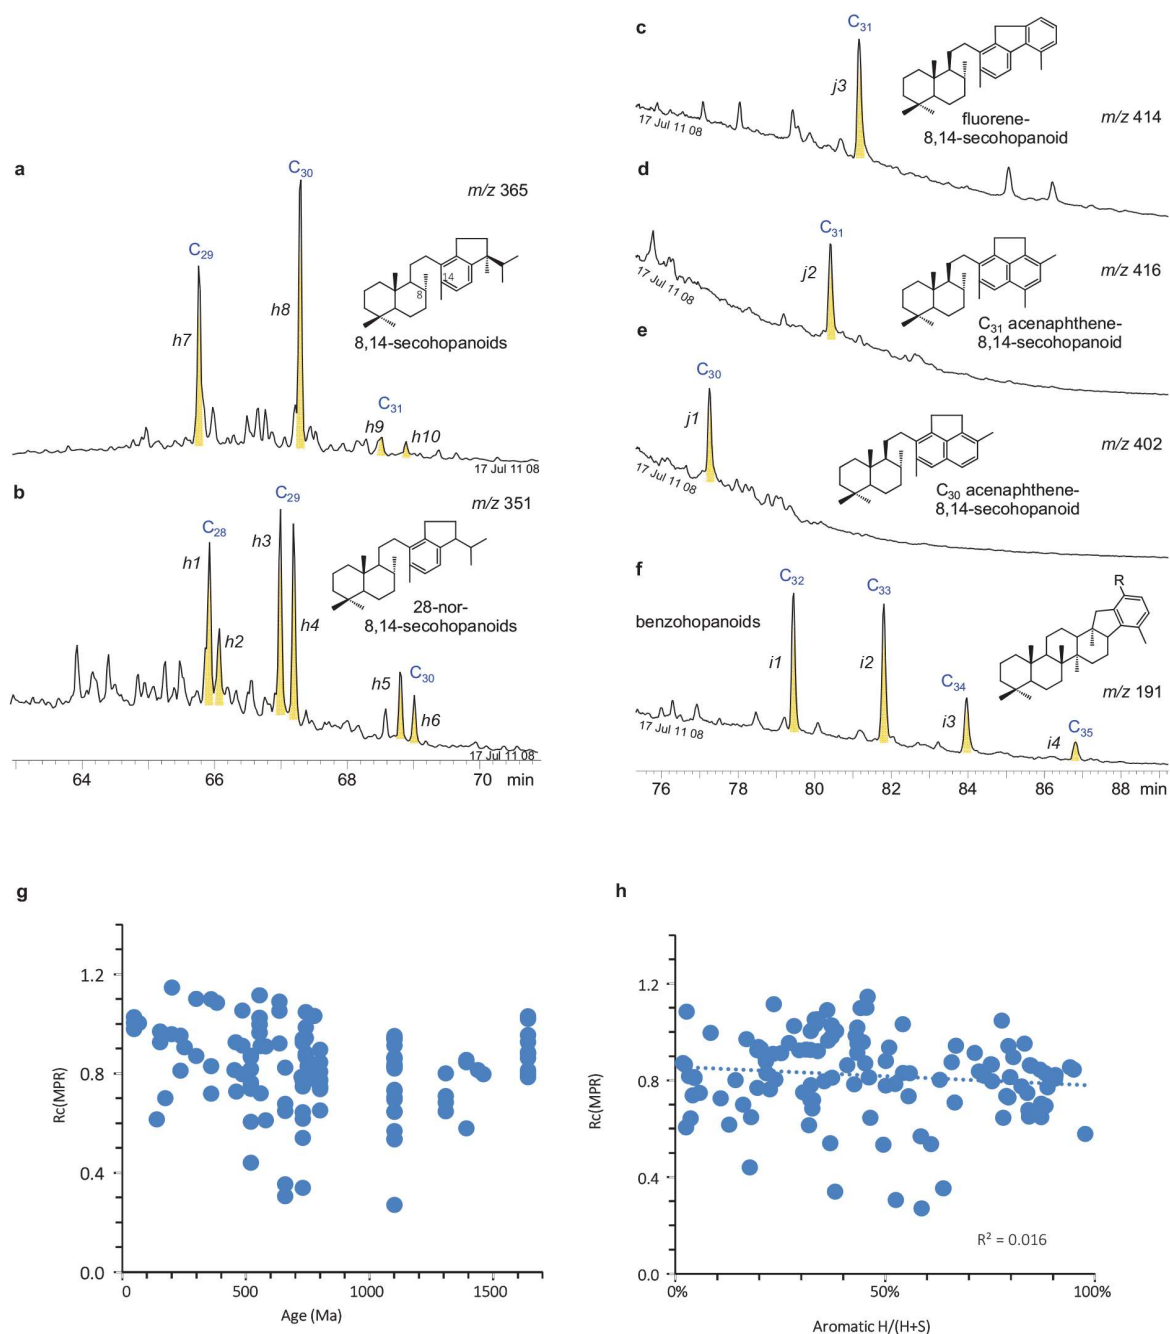 a
C30
m/z 365
C29
h8
14
8
h7
8,14-secohopanoids
C31
h9
h10
17 Jul 11 08
b
m/z 351
C29
C28
h3
h1
h2
h4
28-nor-
8,14-secohopanoids
h5
C30
h6
17 Jul 11 08
64 66 68 70 min
c
C31
j3
17 Jul 11 08
fluorene-
8,14-secohopanoid
m/z 414
d
C31
j2
17 Jul 11 08
m/z 416
C31 acenaphthene-
8,14-secohopanoid
e
C30
j1
17 Jul 11 08
m/z 402
C30 acenaphthene-
8,14-secohopanoid
f
benzohopanoids
C32
C33
R
i1
i2
C34
m/z 191
i3
i4
C35
17 Jul 11 08
76 78 80 82 84 86 88 min
g
1.2
0.8
0.4
0.0
Rc(MPR)
0 500 1000 1500
Age (Ma)
h
1.2
0.8
0.4
0.0
Rc(MPR)
R² = 0.016
0% 50% 100%
Aromatic H/(H+S)